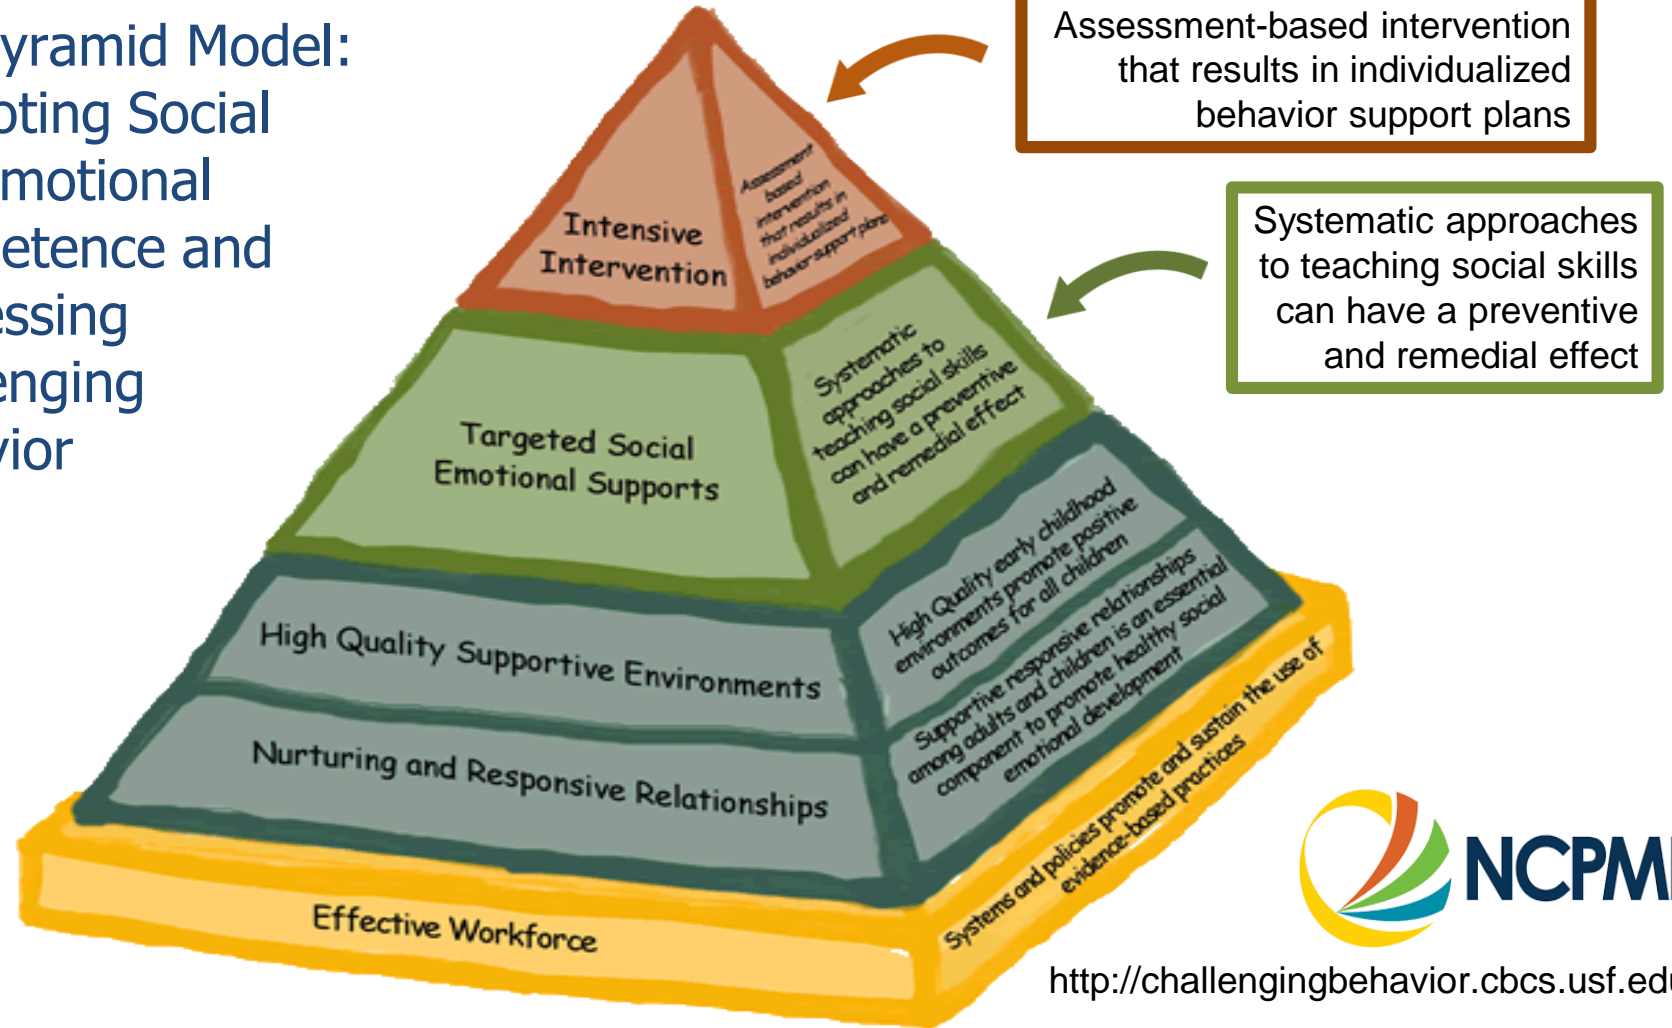 yramid Model:
oting Social
motional
etence and
essing
enging
vior
Assessment-based intervention
that results in individualized
behavior support plans
Systematic approaches
to teaching social skills
can have a preventive
and remedial effect
Intensive
Intervention
Assessment
based
intervention
that results in
individualized
behavior support plans
Targeted Social
Emotional Supports
Systematic
approaches to
teaching social skills
can have a preventive
and remedial effect
High Quality Supportive Environments
High Quality early childhood
environments promote positive
outcomes for all children
Nurturing and Responsive Relationships
Supportive responsive relationships
among adults and children is an essential
component to promote healthy social
emotional development
Effective Workforce
Systems and policies promote and sustain the use of
evidence-based practices
NCPM
http://challengingbehavior.cbcs.usf.edu